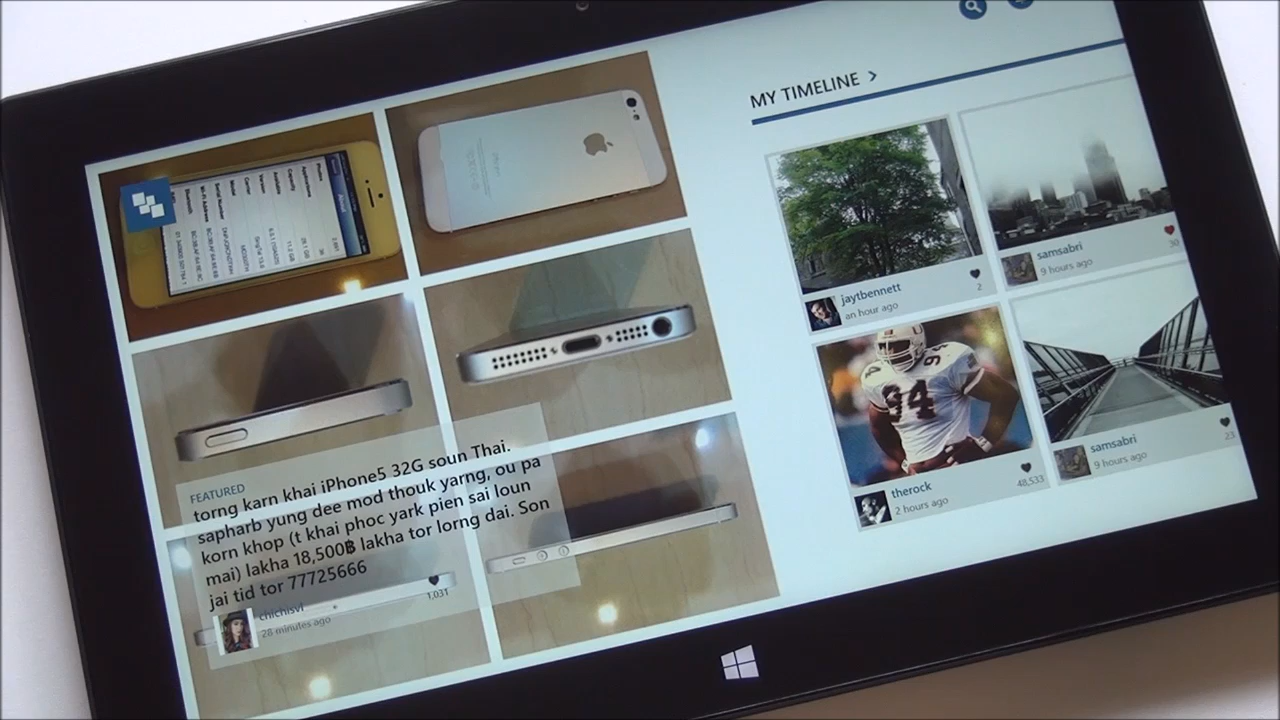 MY TIMELINE >
FEATURED
torng karn khai iPhone5 32G soun Thai.
sapharb yung dee mod thouk yarng, ou pa
korn khop (t khai phoc yark pien sai loun
mai) lakha 18,500฿ lakha tor lorng dai. Son
jai tid tor 77725666
chichisvl
28 minutes ago
1,031
jaytbennett
an hour ago
2
samsabri
9 hours ago
30
94
therock
2 hours ago
48,533
samsabri
9 hours ago
23